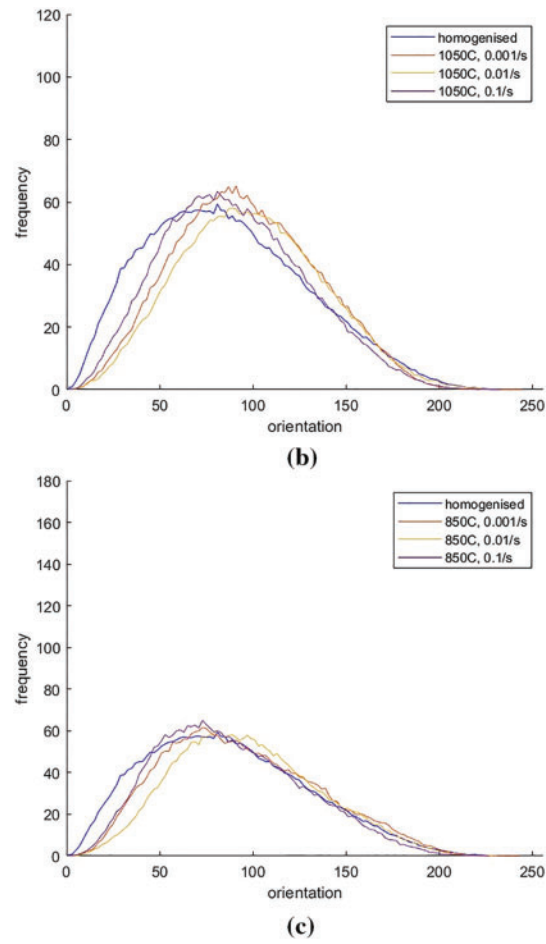 120
100
80
60
40
20
0
frequency
homogenised
1050C, 0.001/s
1050C, 0.01/s
1050C, 0.1/s
0 50 100 150 200 250
orientation
(b)
180
160
140
120
100
80
60
40
20
0
frequency
homogenised
850C, 0.001/s
850C, 0.01/s
850C, 0.1/s
0 50 100 150 200 250
orientation
(c)